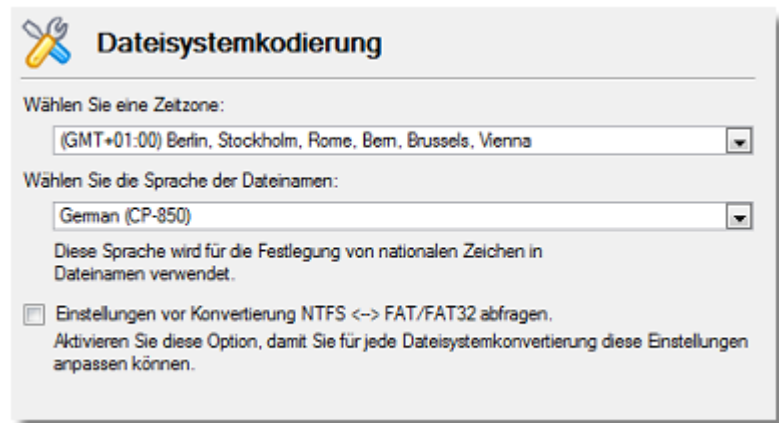 Dateisystemkodierung
Wählen Sie eine Zeitzone:
(GMT+01:00) Berlin, Stockholm, Rome, Bern, Brussels, Vienna
Wählen Sie die Sprache der Dateinamen:
German (CP-850)
Diese Sprache wird für die Festlegung von nationalen Zeichen in
Dateinamen verwendet.
Einstellungen vor Konvertierung NTFS <--> FAT/FAT32 abfragen.
Aktivieren Sie diese Option, damit Sie für jede Dateisystemkonvertierung diese Einstellungen
anpassen können.